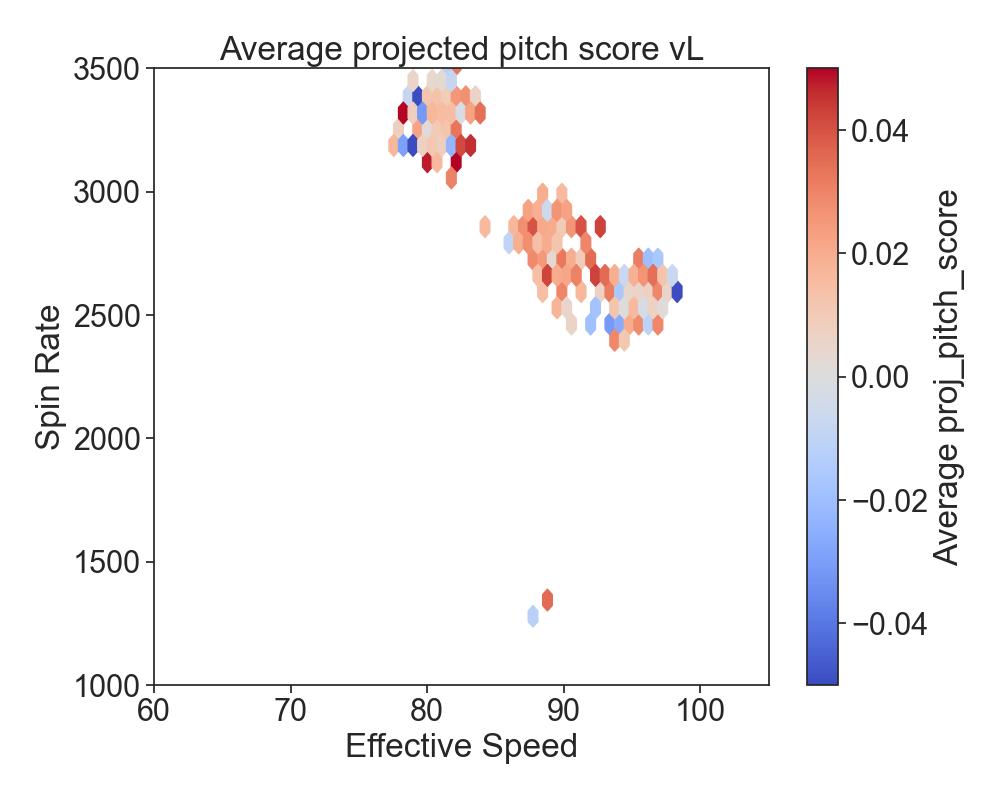 Average projected pitch score vL
3500
3000
2500
2000
1500
1000
Spin Rate
60 70 80 90 100
Effective Speed
0.04
0.02
0.00
−0.02
−0.04
Average proj_pitch_score